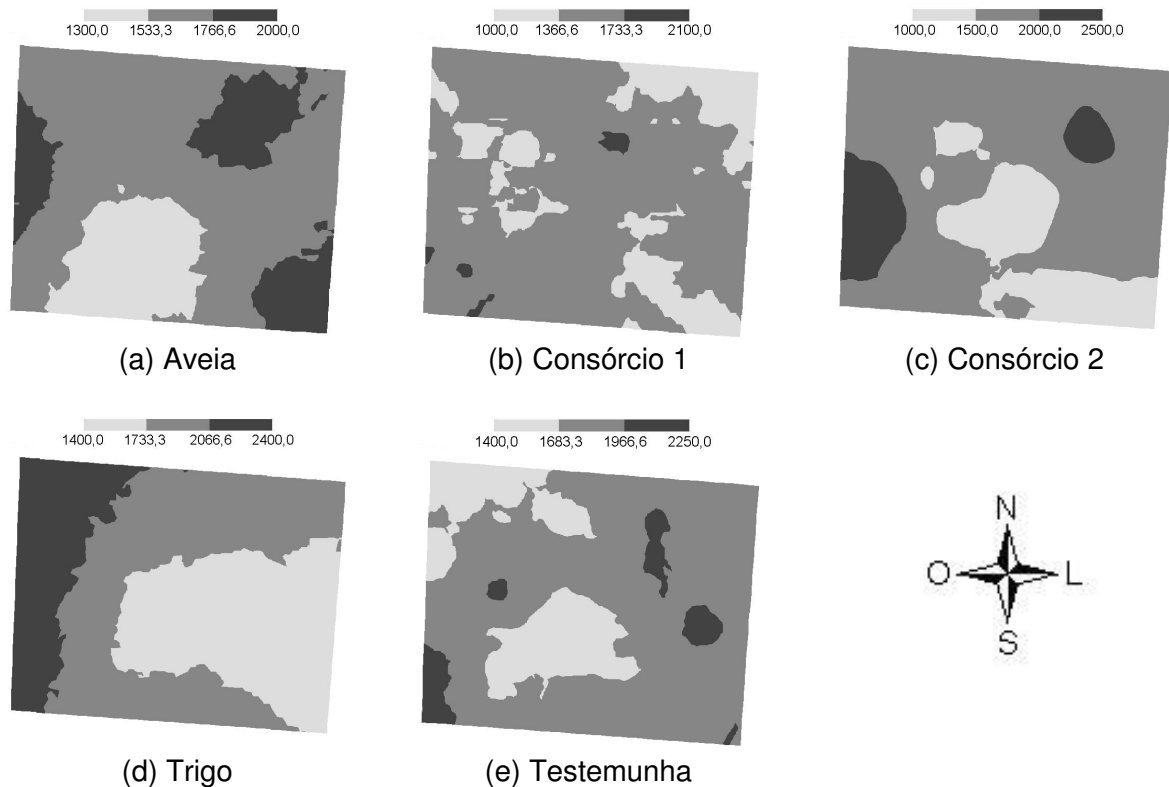 1300,0 1533,3 1766,6 2000,0
1000,0 1366,6 1733,3 2100,0
1000,0 1500,0 2000,0 2500,0
(a) Aveia
(b) Consórcio 1
(c) Consórcio 2
1400,0 1733,3 2066,6 2400,0
1400,0 1683,3 1966,6 2250,0
N
O L
S
(d) Trigo
(e) Testemunha